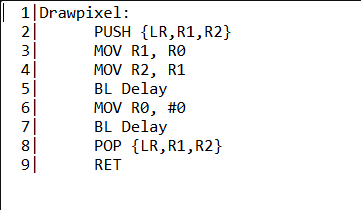 1|Drawpixel:
2| PUSH {LR,R1,R2}
3| MOV R1, R0
4| MOV R2, R1
5| BL Delay
6| MOV R0, #0
7| BL Delay
8| POP {LR,R1,R2}
9| RET